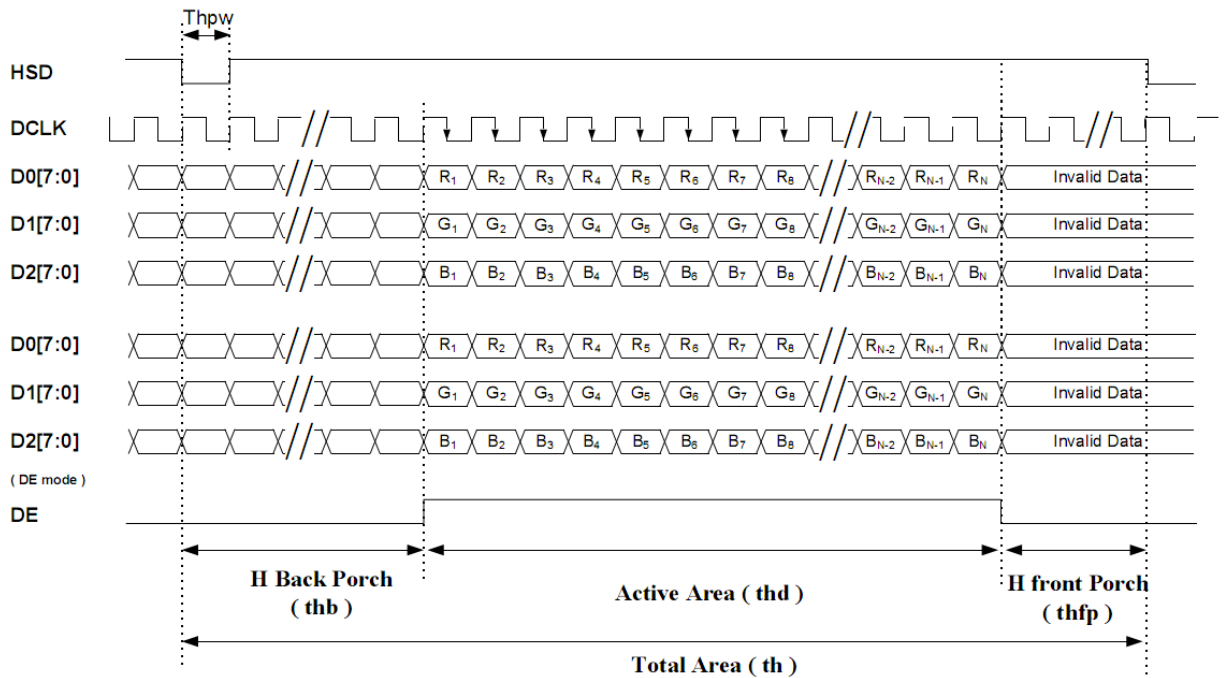 Thpw
HSD
DCLK
D0[7:0] R1 R2 R3 R4 R5 R6 R7 R8 RN-2 RN-1 RN Invalid Data
D1[7:0] G1 G2 G3 G4 G5 G6 G7 G8 GN-2 GN-1 GN Invalid Data
D2[7:0] B1 B2 B3 B4 B5 B6 B7 B8 BN-2 BN-1 BN Invalid Data
D0[7:0] R1 R2 R3 R4 R5 R6 R7 R8 RN-2 RN-1 RN Invalid Data
D1[7:0] G1 G2 G3 G4 G5 G6 G7 G8 GN-2 GN-1 GN Invalid Data
D2[7:0] B1 B2 B3 B4 B5 B6 B7 B8 BN-2 BN-1 BN Invalid Data
( DE mode )
DE
H Back Porch
( thb )
Active Area ( thd )
H front Porch
( thfp )
Total Area ( th )